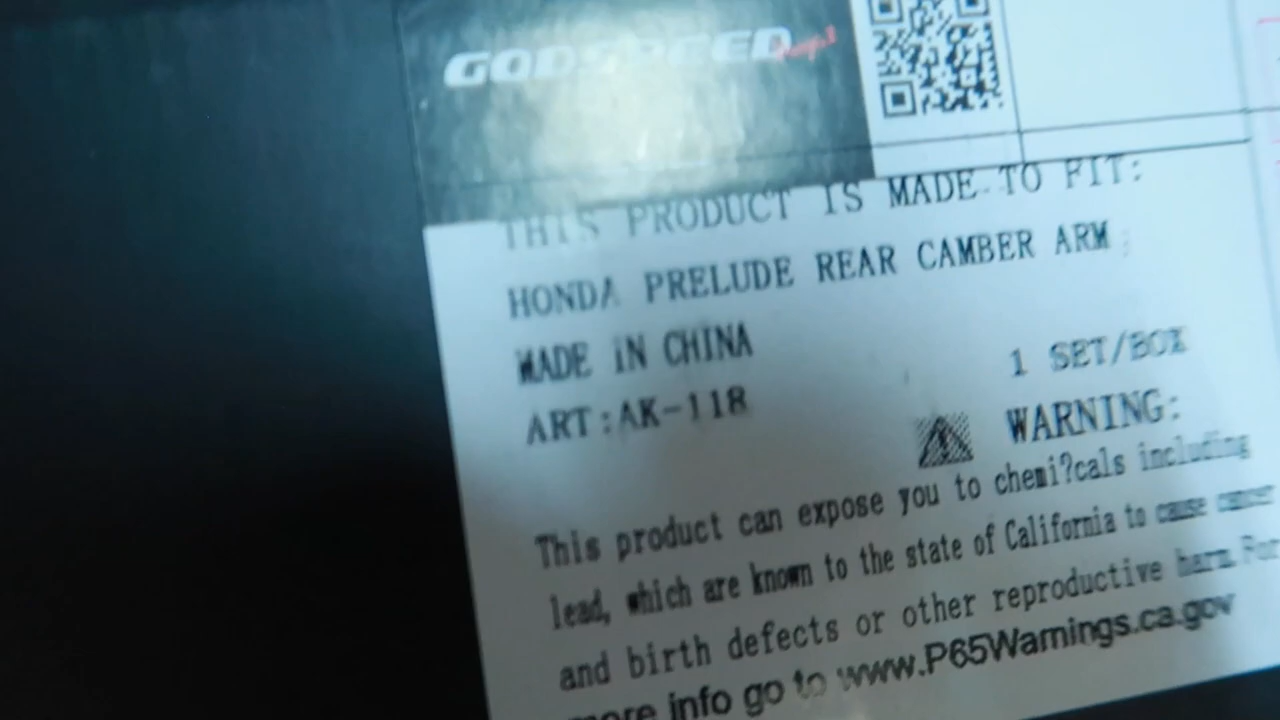 GODSPEED
THIS PRODUCT IS MADE TO FIT:
HONDA PRELUDE REAR CAMBER ARM
MADE IN CHINA
1 SET/BOX
ART:AK-118
WARNING:
This product can expose you to chemi?cals including
lead, which are known to the state of California to cause cancer
and birth defects or other reproductive harm.For
more info go to www.P65Warnings.ca.gov